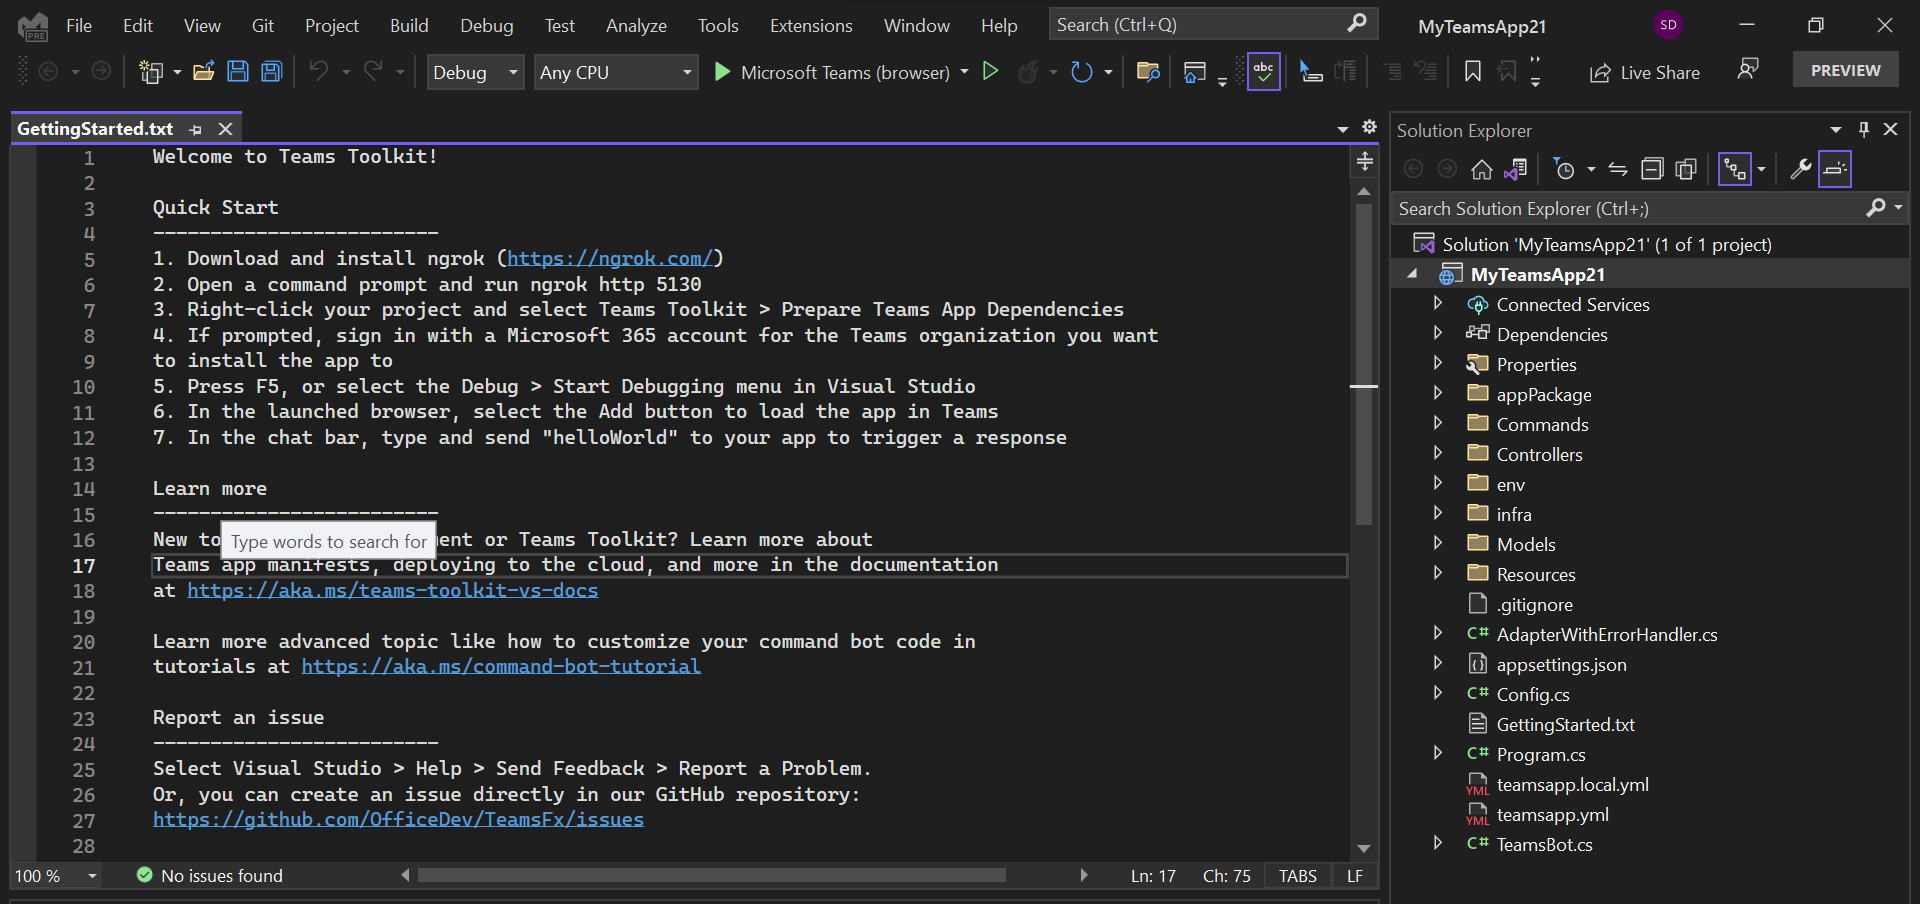 File Edit View Git Project Build Debug Test Analyze Tools Extensions Window Help Search (Ctrl+Q) MyTeamsApp21 SD
PRE
Debug Any CPU Microsoft Teams (browser) abc Live Share PREVIEW
GettingStarted.txt
1 Welcome to Teams Toolkit!
2
3 Quick Start
4 -------------------------
5 1. Download and install ngrok (https://ngrok.com/)
6 2. Open a command prompt and run ngrok http 5130
7 3. Right-click your project and select Teams Toolkit > Prepare Teams App Dependencies
8 4. If prompted, sign in with a Microsoft 365 account for the Teams organization you want
9 to install the app to
10 5. Press F5, or select the Debug > Start Debugging menu in Visual Studio
11 6. In the launched browser, select the Add button to load the app in Teams
12 7. In the chat bar, type and send "helloWorld" to your app to trigger a response
13
14 Learn more
15 -------------------------
16 New to ent or Teams Toolkit? Learn more about
Type words to search for
17 Teams app manifests, deploying to the cloud, and more in the documentation
18 at https://aka.ms/teams-toolkit-vs-docs
19
20 Learn more advanced topic like how to customize your command bot code in
21 tutorials at https://aka.ms/command-bot-tutorial
22
23 Report an issue
24 -------------------------
25 Select Visual Studio > Help > Send Feedback > Report a Problem.
26 Or, you can create an issue directly in our GitHub repository:
27 https://github.com/OfficeDev/TeamsFx/issues
28
100 % No issues found Ln: 17 Ch: 75 TABS LF
Solution Explorer
Search Solution Explorer (Ctrl+;)
Solution 'MyTeamsApp21' (1 of 1 project)
MyTeamsApp21
Connected Services
Dependencies
Properties
appPackage
Commands
Controllers
env
infra
Models
Resources
.gitignore
C# AdapterWithErrorHandler.cs
appsettings.json
C# Config.cs
GettingStarted.txt
C# Program.cs
YML teamsapp.local.yml
YML teamsapp.yml
C# TeamsBot.cs